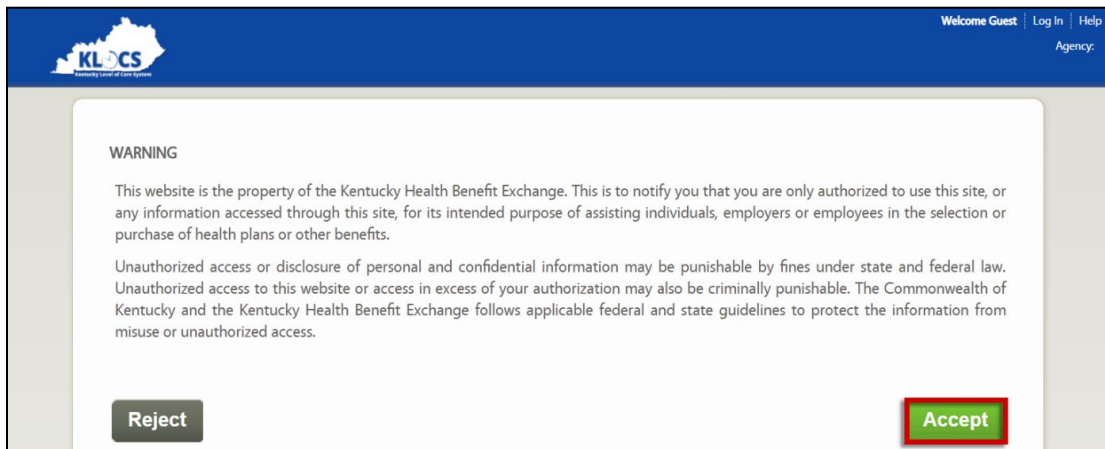 Welcome Guest Log In Help
Agency:
KLOCS
Kentucky Level of Care System
WARNING
This website is the property of the Kentucky Health Benefit Exchange. This is to notify you that you are only authorized to use this site, or
any information accessed through this site, for its intended purpose of assisting individuals, employers or employees in the selection or
purchase of health plans or other benefits.
Unauthorized access or disclosure of personal and confidential information may be punishable by fines under state and federal law.
Unauthorized access to this website or access in excess of your authorization may also be criminally punishable. The Commonwealth of
Kentucky and the Kentucky Health Benefit Exchange follows applicable federal and state guidelines to protect the information from
misuse or unauthorized access.
Reject Accept